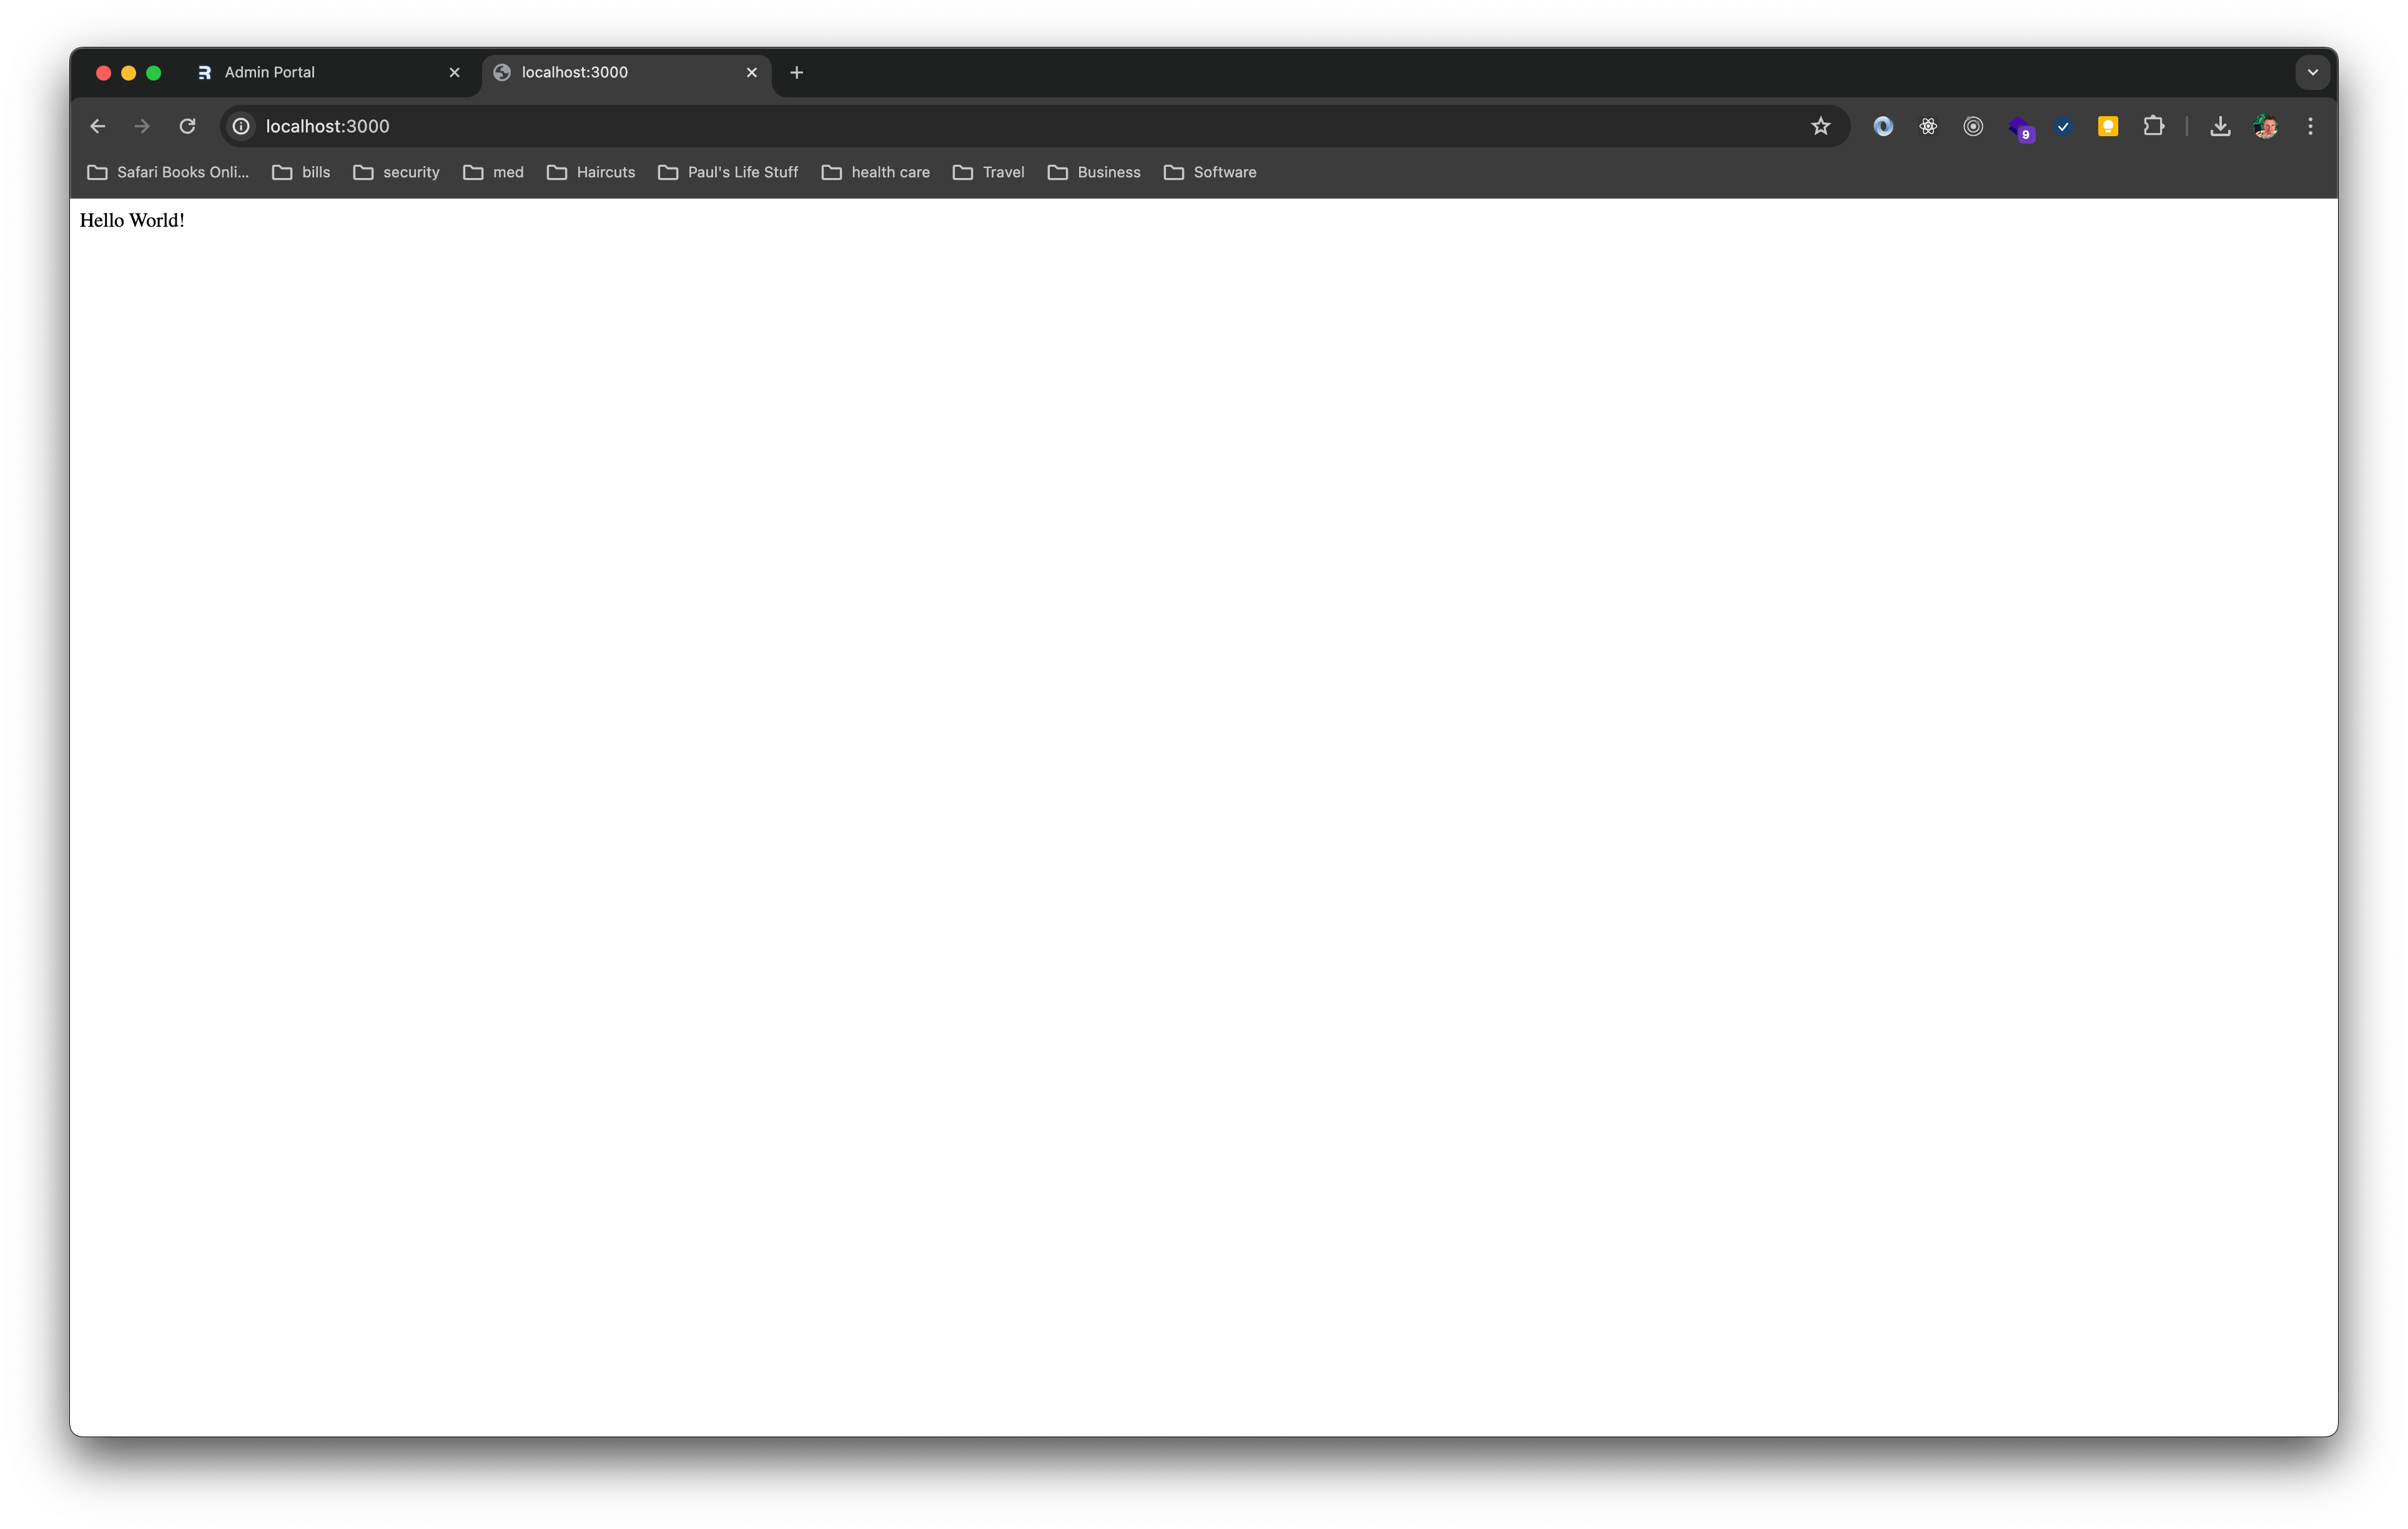 Admin Portal
localhost:3000
localhost:3000
9
Safari Books Onli... bills security med Haircuts Paul's Life Stuff health care Travel Business Software
Hello World!